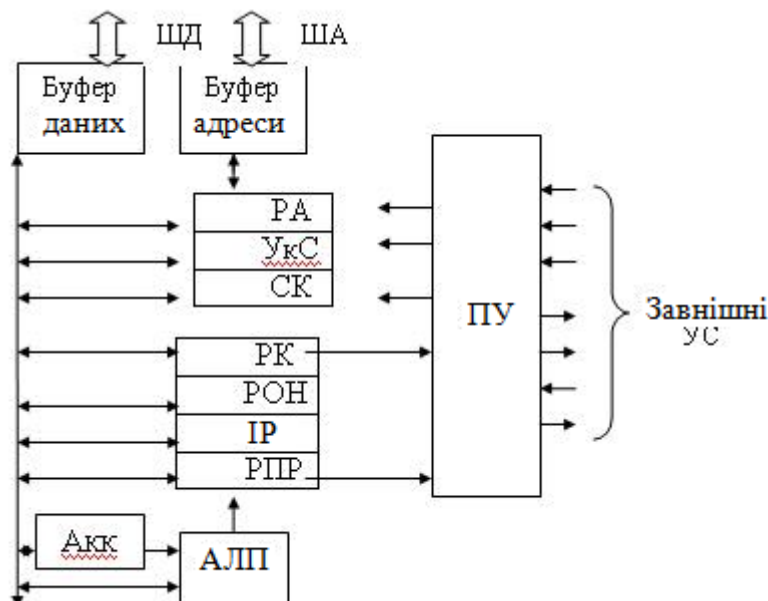 ШД
ША
Буфер
даних
Буфер
адреси
РА
УкС
СК
ПУ
Завнішні
УС
РК
РОН
ІР
РПР
Акк
АЛП